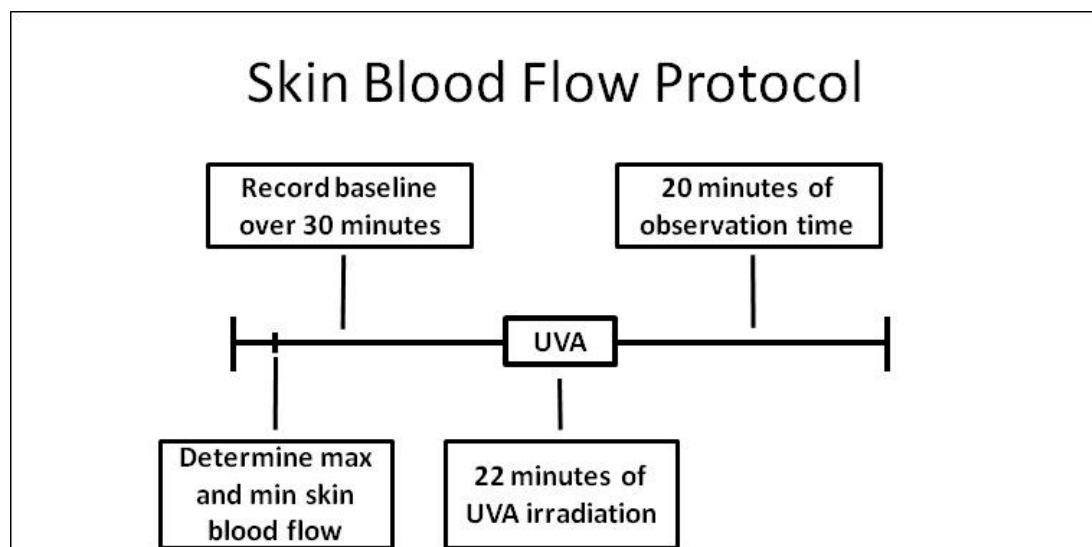 Skin Blood Flow Protocol
Record baseline
over 30 minutes
20 minutes of
observation time
UVA
Determine max
and min skin
blood flow
22 minutes of
UVA irradiation